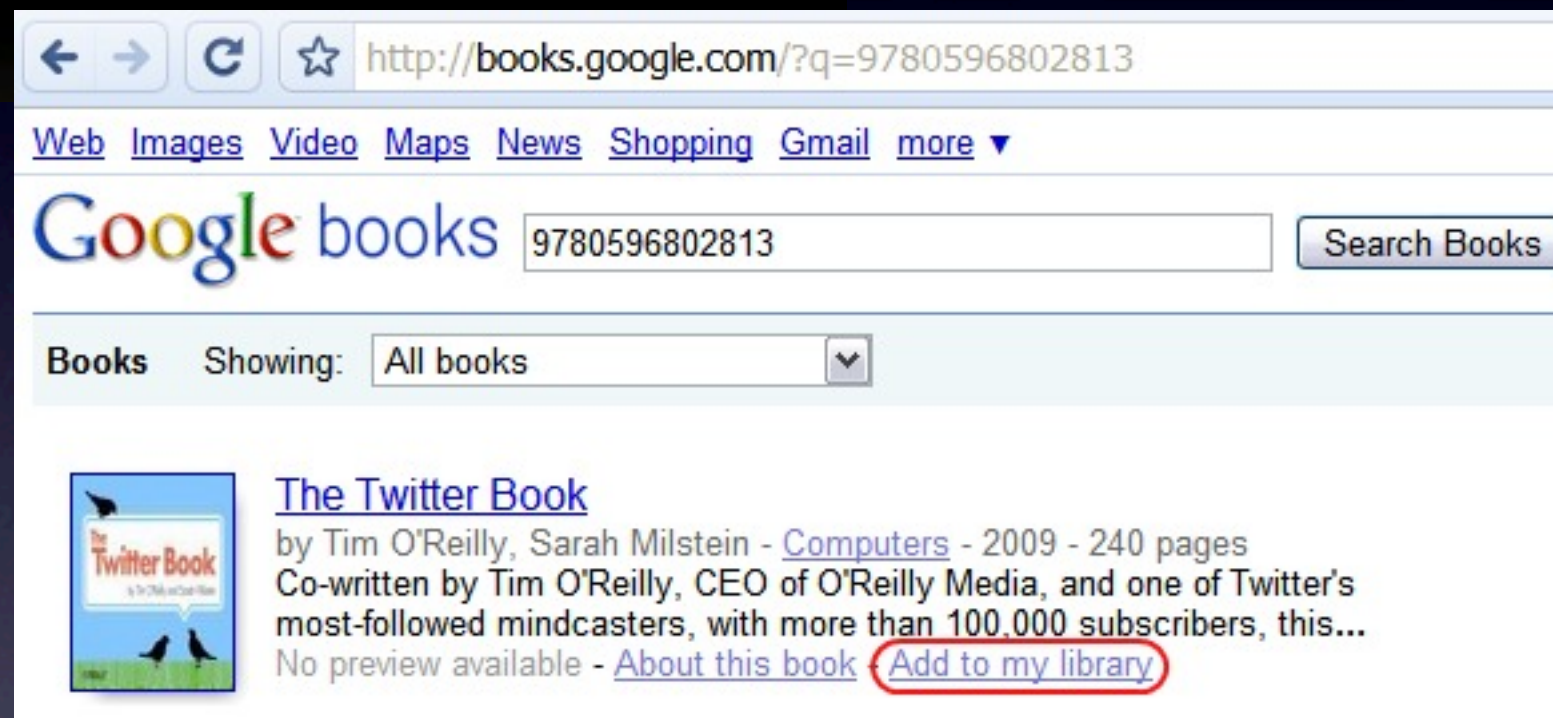 http://books.google.com/?q=9780596802813
Web Images Video Maps News Shopping Gmail more ▼
Google books 9780596802813 Search Books
Books Showing: All books
The Twitter Book
by Tim O'Reilly, Sarah Milstein - Computers - 2009 - 240 pages
Co-written by Tim O'Reilly, CEO of O'Reilly Media, and one of Twitter's
most-followed mindcasters, with more than 100,000 subscribers, this...
No preview available - About this book - Add to my library
The
Twitter Book